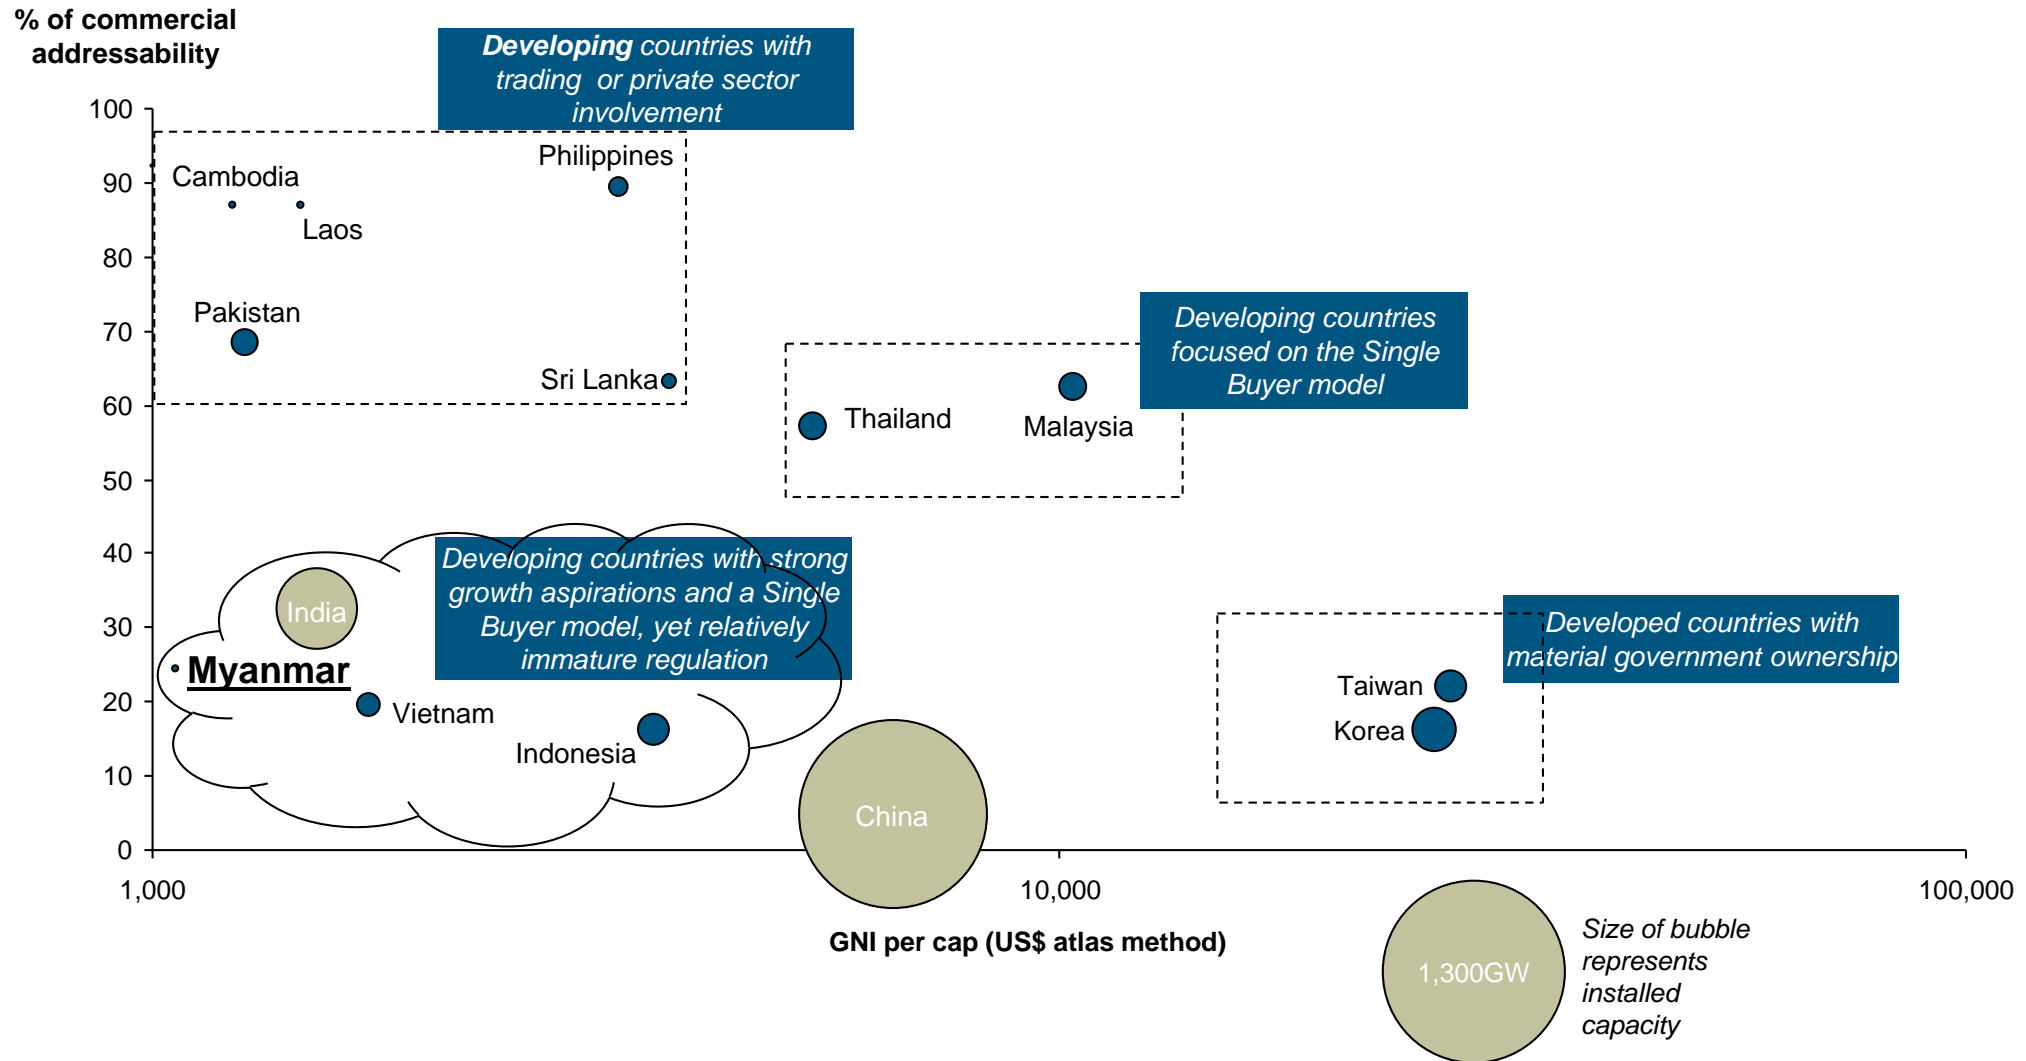 % of commercial
addressability
Developing countries with
trading or private sector
involvement
100
90
80
70
60
50
40
30
20
10
0
Philippines
Cambodia
Laos
Pakistan
Sri Lanka
Developing countries
focused on the Single
Buyer model
Thailand
Malaysia
Developing countries with strong
growth aspirations and a Single
Buyer model, yet relatively
immature regulation
India
Myanmar
Vietnam
Indonesia
Developed countries with
material government ownership
Taiwan
Korea
China
1,000
10,000
100,000
GNI per cap (US$ atlas method)
1,300GW
Size of bubble
represents
installed
capacity